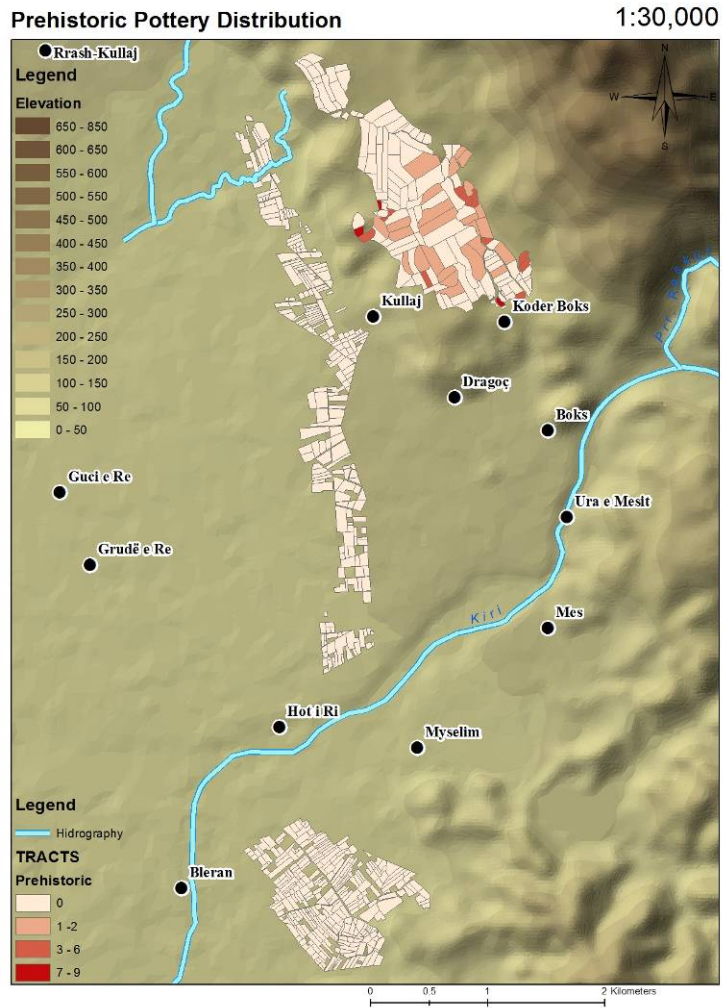 Prehistoric Pottery Distribution
1:30,000
Rrash-Kullaj
N
W E
S
Legend
Elevation
650 - 850
600 - 650
550 - 600
500 - 550
450 - 500
400 - 450
350 - 400
300 - 350
250 - 300
200 - 250
150 - 200
100 - 150
50 - 100
0 - 50
Kullaj
Koder Boks
Dragoç
Boks
Guci e Re
Ura e Mesit
Grudë e Re
Kiri
Mes
Hot i Ri
Myselim
Legend
Hidrography
TRACTS
Prehistoric
0
1 -2
3 - 6
7 - 9
Bleran
0 0.5 1 2 Kilometers